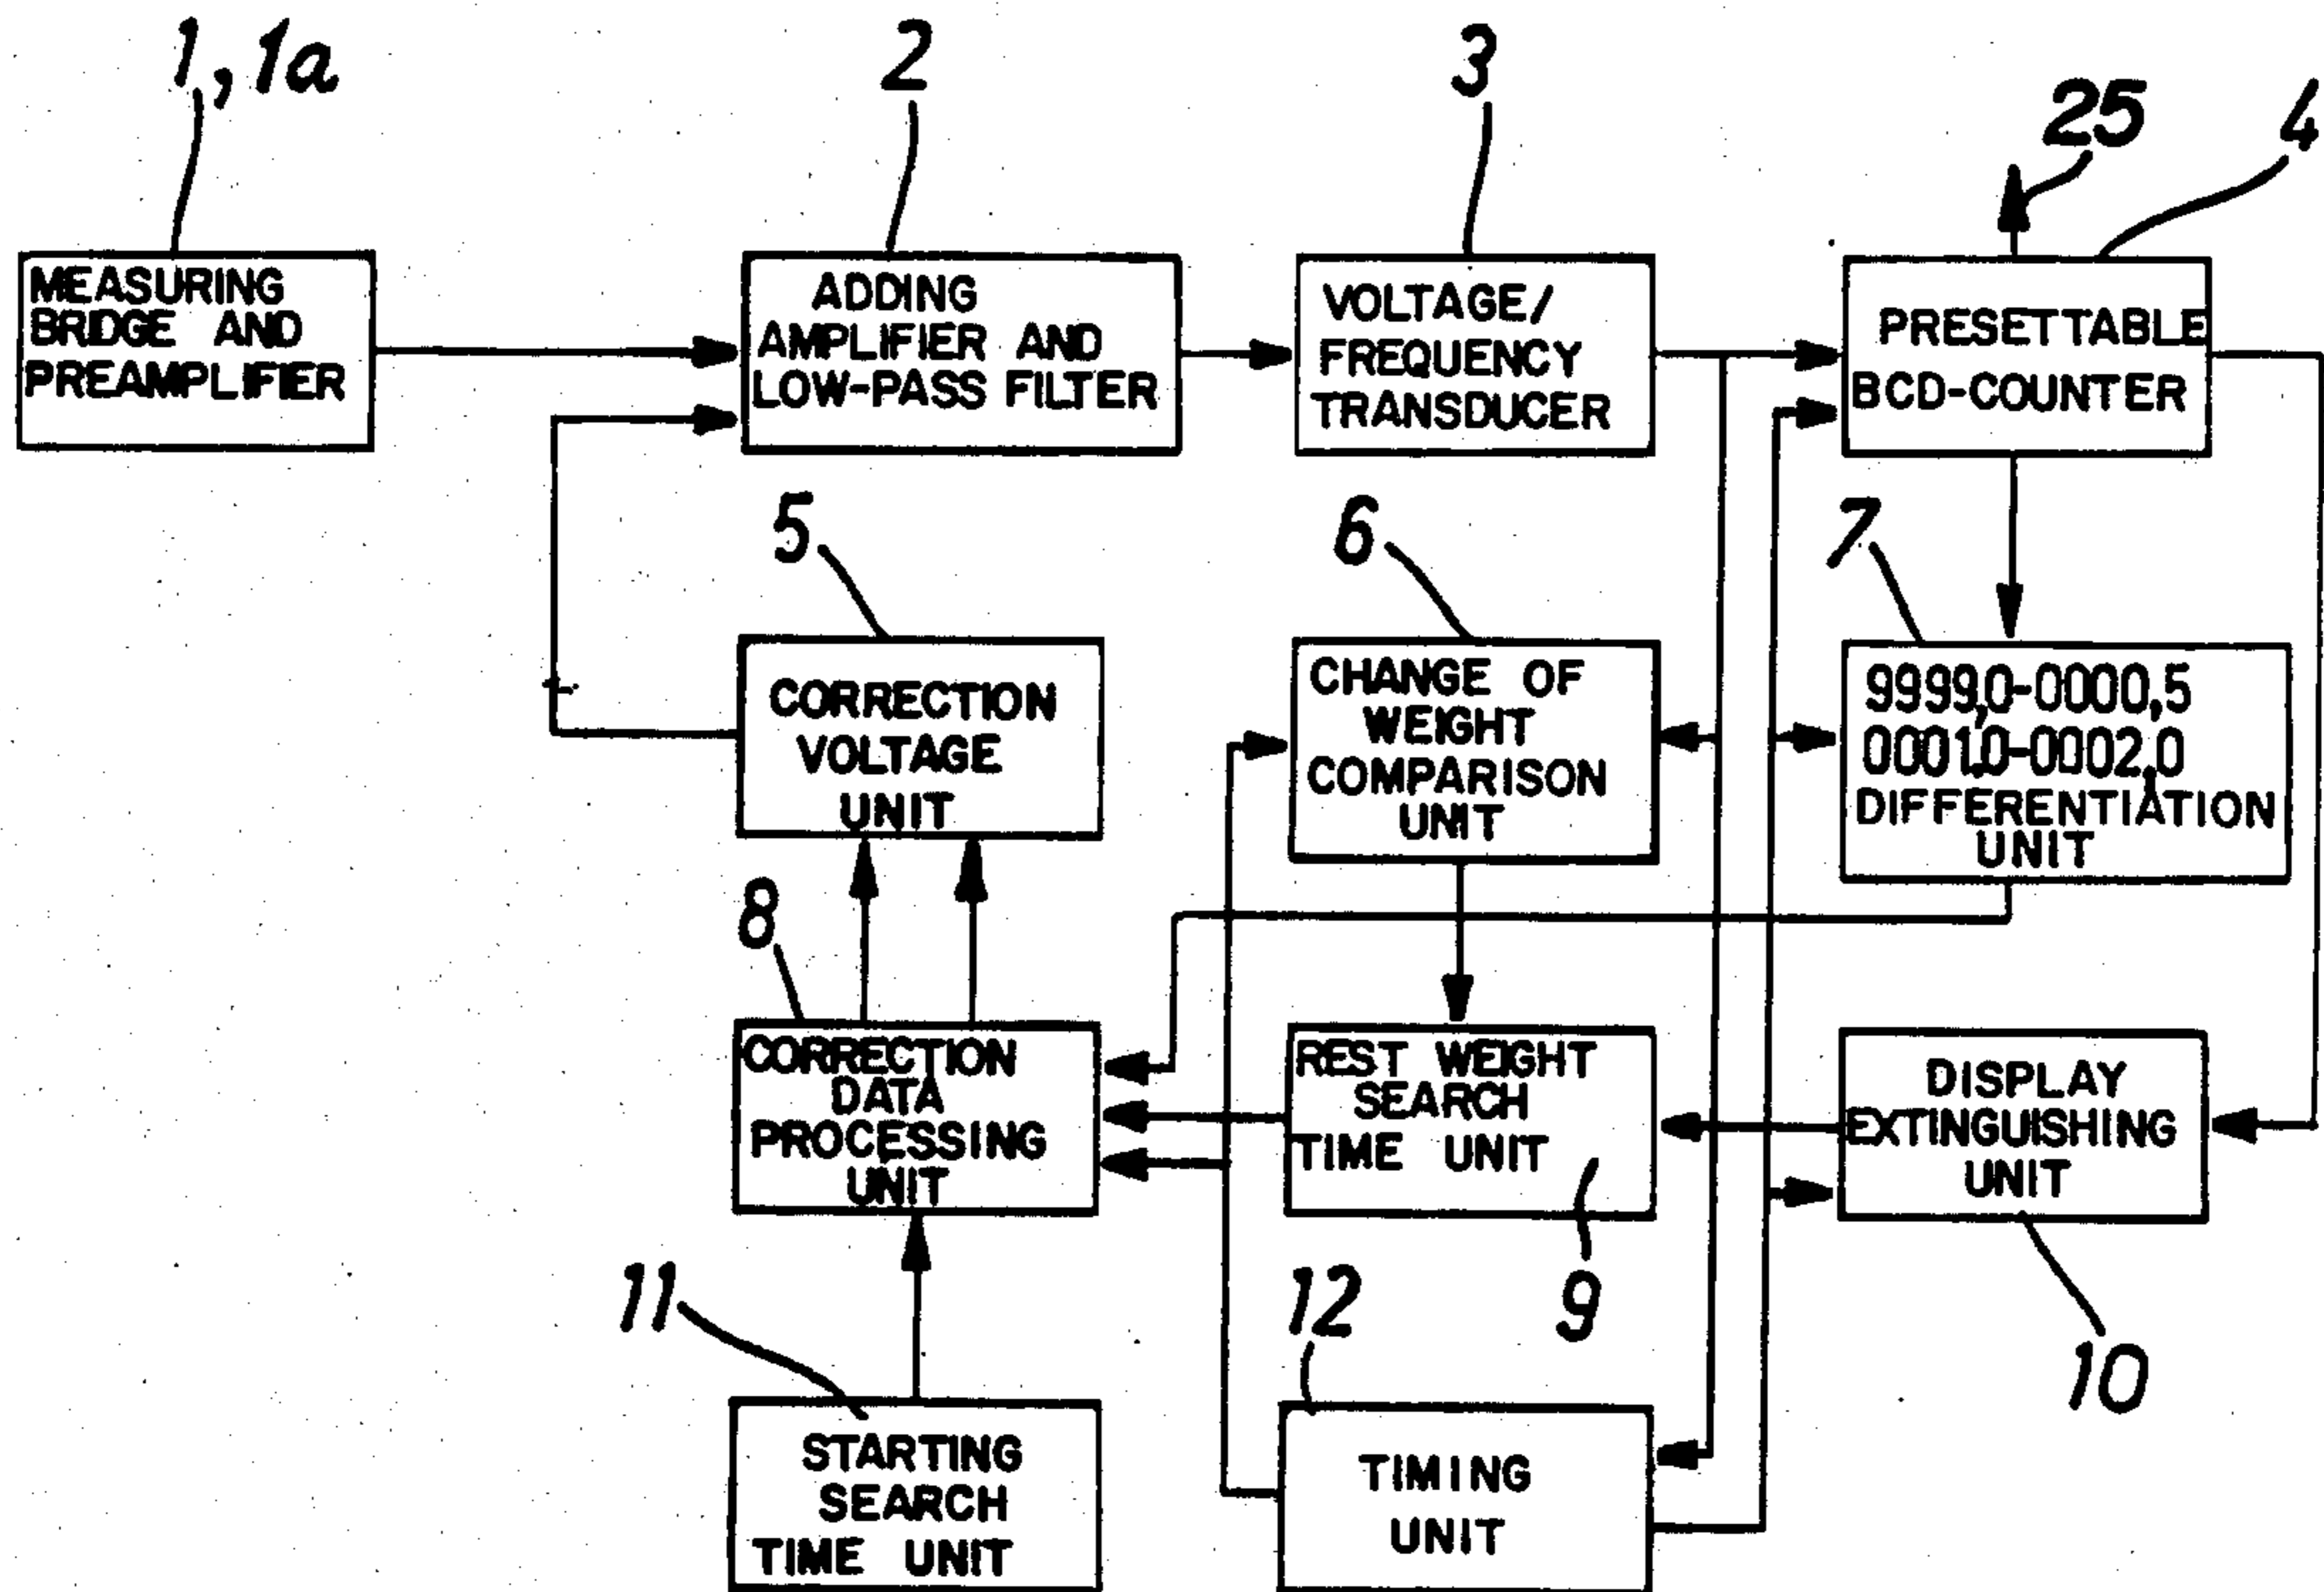 1, 1a
2
3
25
4
MEASURING
BRIDGE AND
PREAMPLIFIER
ADDING
AMPLIFIER AND
LOW-PASS FILTER
VOLTAGE/
FREQUENCY
TRANSDUCER
PRESETTABLE
BCD-COUNTER
5
6
7
CORRECTION
VOLTAGE
UNIT
CHANGE OF
WEIGHT
COMPARISON
UNIT
9999,0-0000,5
0001,0-0002,0
DIFFERENTIATION
UNIT
8
CORRECTION
DATA
PROCESSING
UNIT
REST WEIGHT
SEARCH
TIME UNIT
DISPLAY
EXTINGUISHING
UNIT
11
12
9
10
STARTING
SEARCH
TIME UNIT
TIMING
UNIT